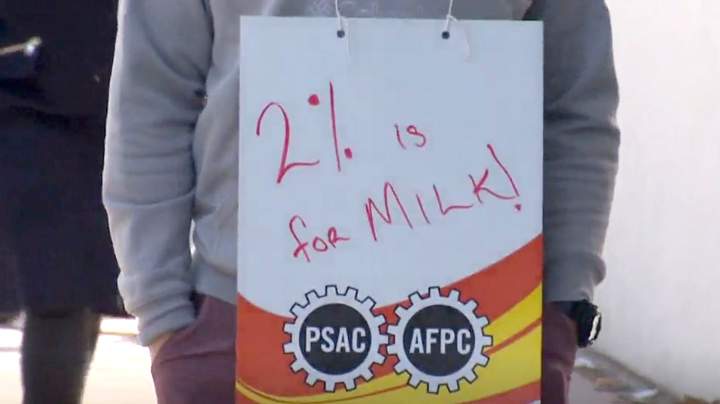 2% is
for MILK!
PSAC AFPC